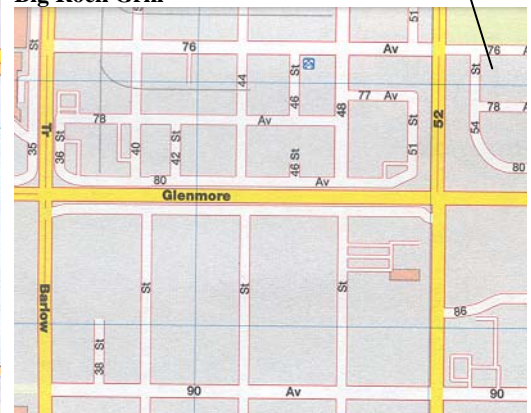 Big Rock Grill
51
St
76
Av
76
A
St
St
44
46
48
77 Av
52
St
78
Tr
36 St
78
Av
51 St
54
35
40
42 St
46 St
80
Av
80
Glenmore
St
St
St
Barlow
86
38 St
90
Av
90